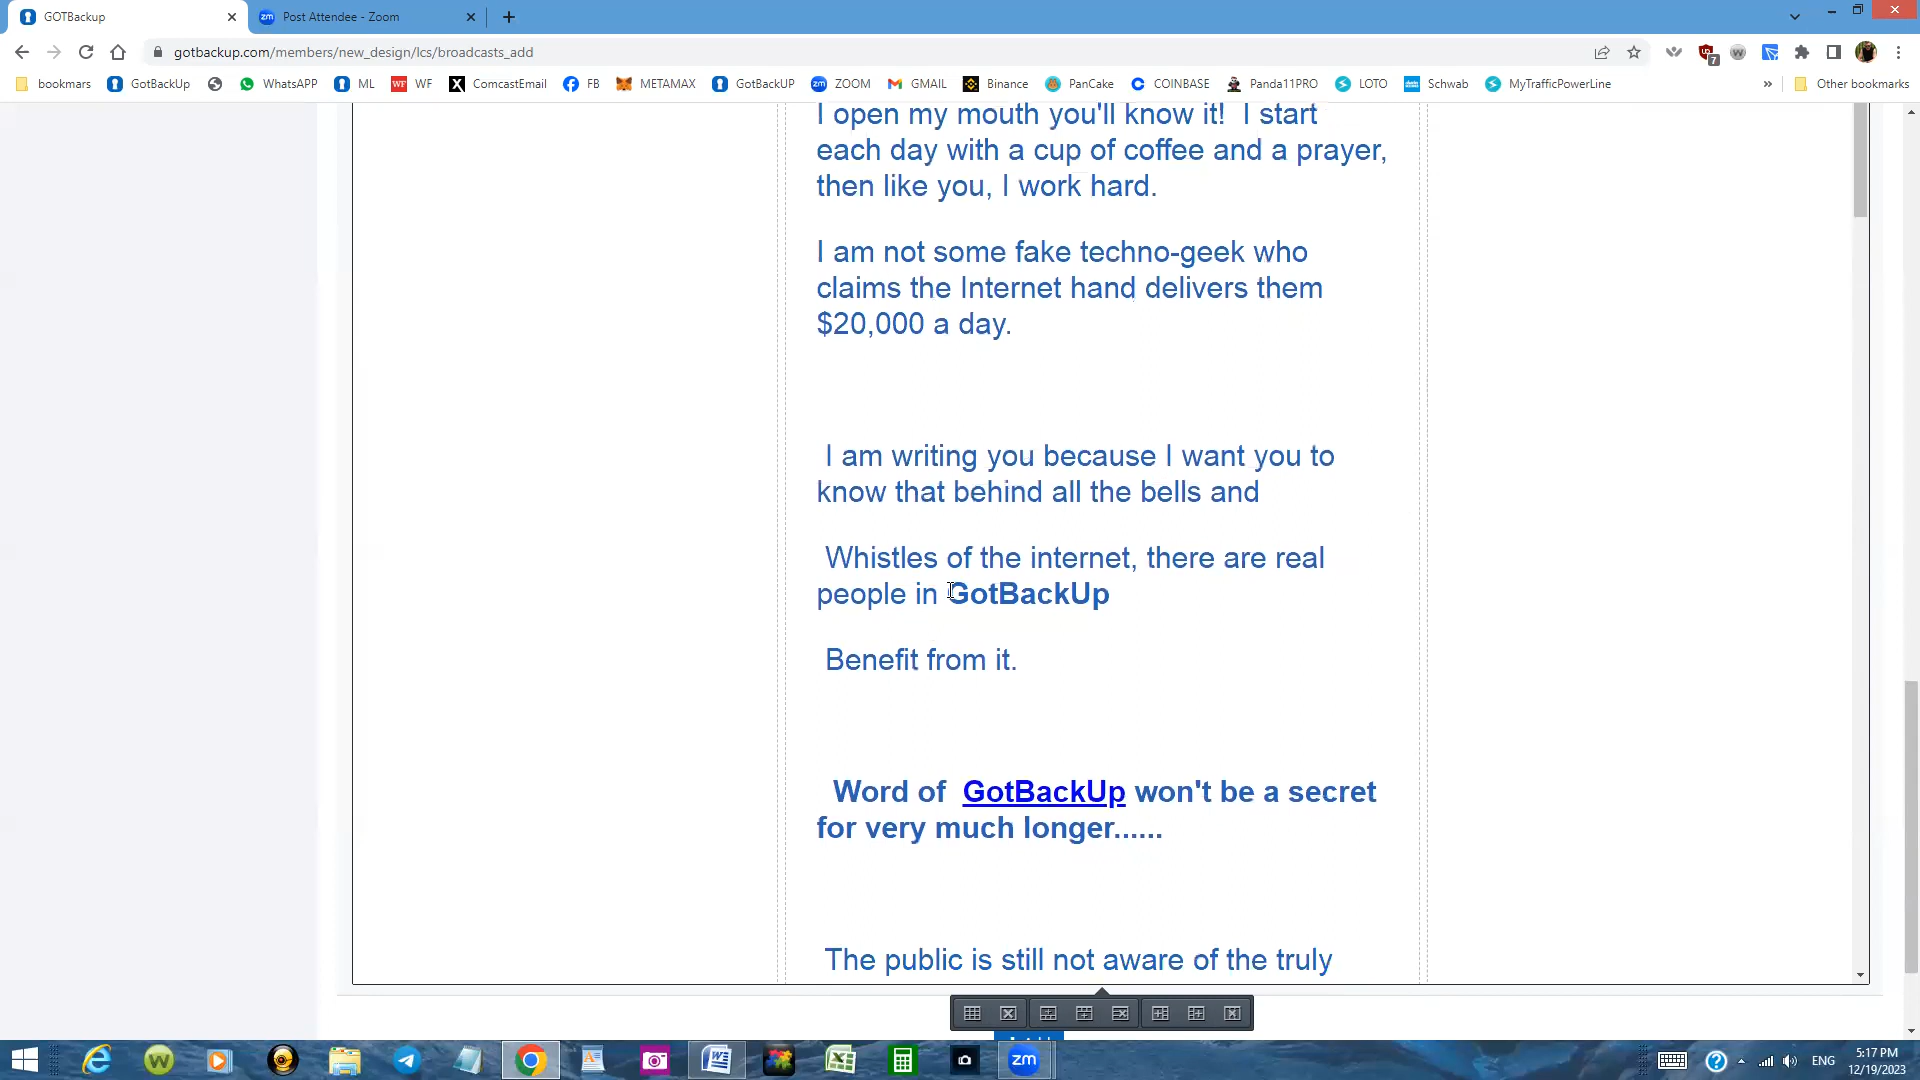 GOTBackup
Post Attendee - Zoom
gotbackup.com/members/new_design/lcs/broadcasts_add
bookmars
GotBackUp
WhatsAPP
ML
WF
ComcastEmail
FB
METAMAX
GotBackUP
ZOOM
GMAIL
Binance
PanCake
COINBASE
Panda11PRO
LOTO
Schwab
MyTrafficPowerLine
»
Other bookmarks
I open my mouth you'll know it!  I start
each day with a cup of coffee and a prayer,
then like you, I work hard.
I am not some fake techno-geek who
claims the Internet hand delivers them
$20,000 a day.
I am writing you because I want you to
know that behind all the bells and
Whistles of the internet, there are real
people in GotBackUp
Benefit from it.
Word of  GotBackUp won't be a secret
for very much longer......
The public is still not aware of the truly
ENG
5:17 PM
12/19/2023